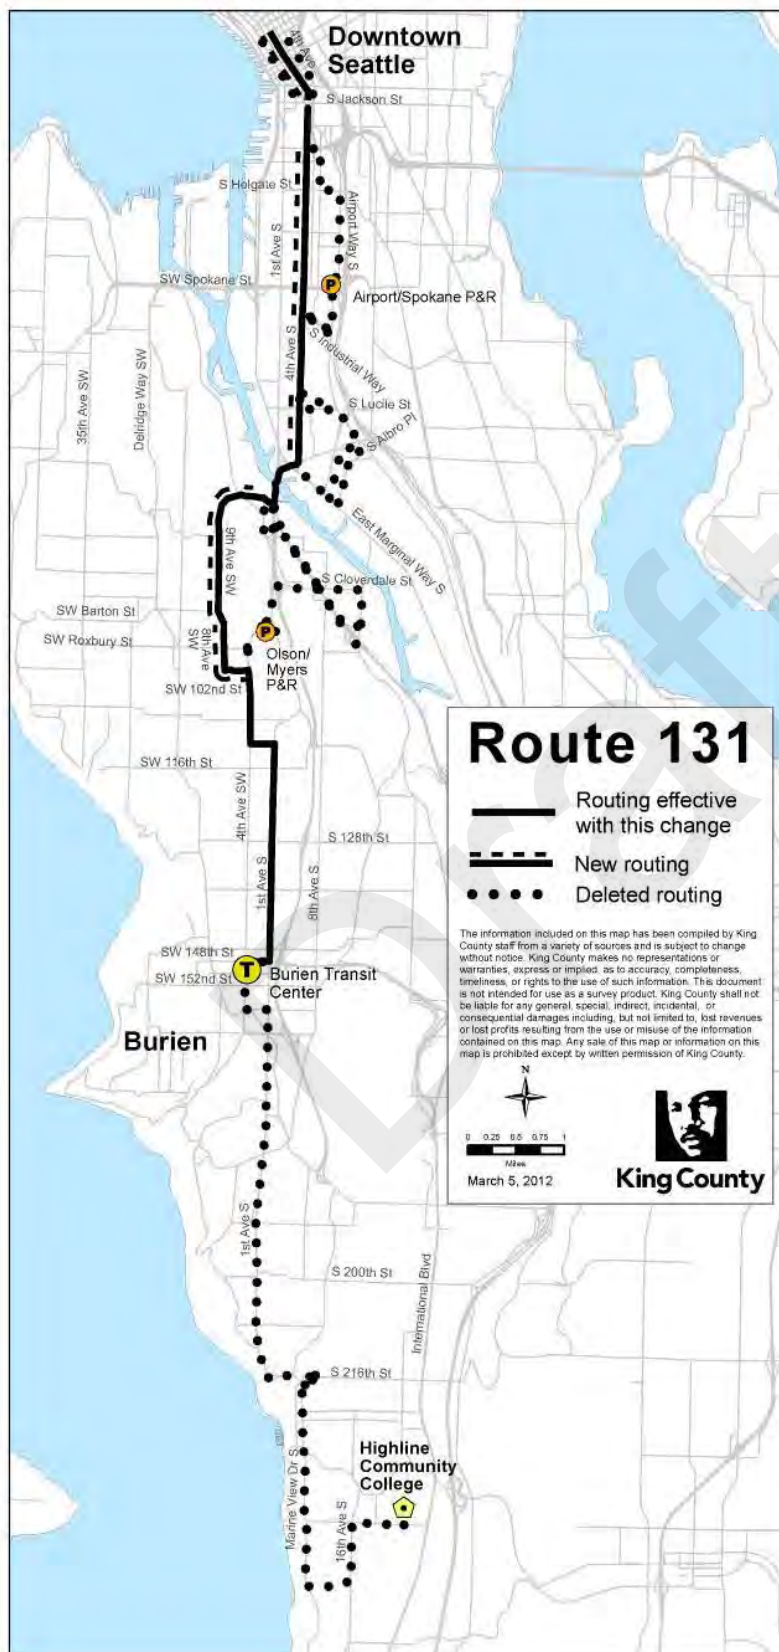 Downtown
Seattle
4th Ave
S Jackson St
S Holgate St
Airport Way S
1st Ave S
SW Spokane St
P
Airport/Spokane P&R
4th Ave S
S Industrial Way
35th Ave SW
Delridge Way SW
S Lucile St
S Albro Pl
East Marginal Way S
9th Ave SW
S Cloverdale St
SW Barton St
P
SW Roxbury St
8th Ave
SW
Olson/
Myers
P&R
SW 102nd St
SW 116th St
4th Ave SW
S 128th St
1st Ave S
8th Ave S
SW 148th St
T
SW 152nd St
Burien Transit
Center
Burien
1st Ave S
S 200th St
International Blvd
S 216th St
Highline
Community
College
Marine View Dr S
16th Ave S
Route 131
Routing effective
with this change
New routing
Deleted routing
The information included on this map has been compiled by King
County staff from a variety of sources and is subject to change
without notice. King County makes no representations or
warranties, express or implied, as to accuracy, completeness,
timeliness, or rights to the use of such information. This document
is not intended for use as a survey product. King County shall not
be liable for any general, special, indirect, incidental, or
consequential damages including, but not limited to, lost revenues
or lost profits resulting from the use or misuse of the information
contained on this map. Any sale of this map or information on this
map is prohibited except by written permission of King County.
N
0 0.25 0.5 0.75 1
Miles
March 5, 2012
King County
Draft